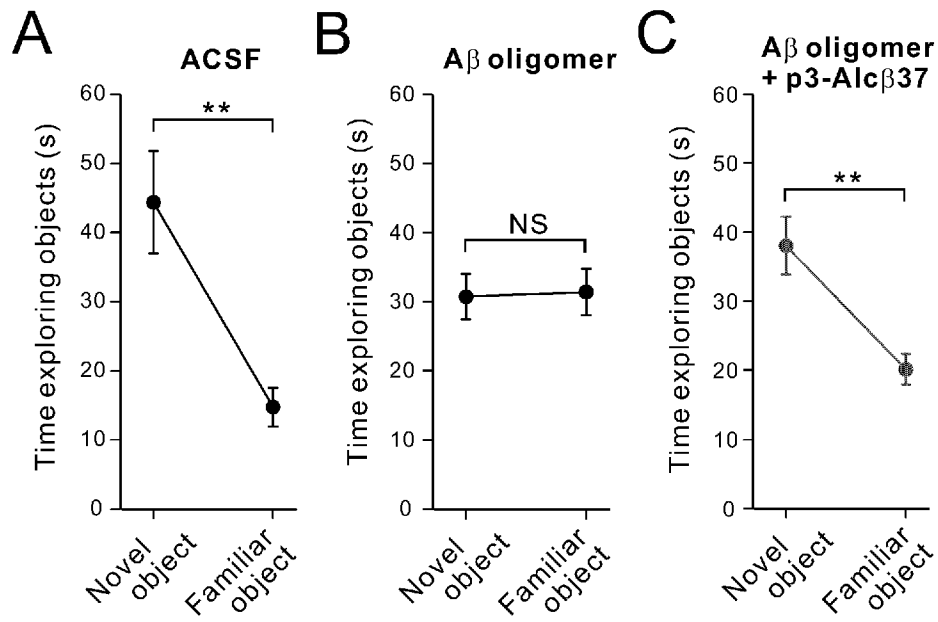 A
ACSF
Time exploring objects (s)
60
50
40
30
20
10
0
**
Novel
object
Familiar
object
B
Aβ oligomer
Time exploring objects (s)
60
50
40
30
20
10
0
NS
Novel
object
Familiar
object
C
Aβ oligomer
+ p3-Alcβ37
Time exploring objects (s)
60
50
40
30
20
10
0
**
Novel
object
Familiar
object